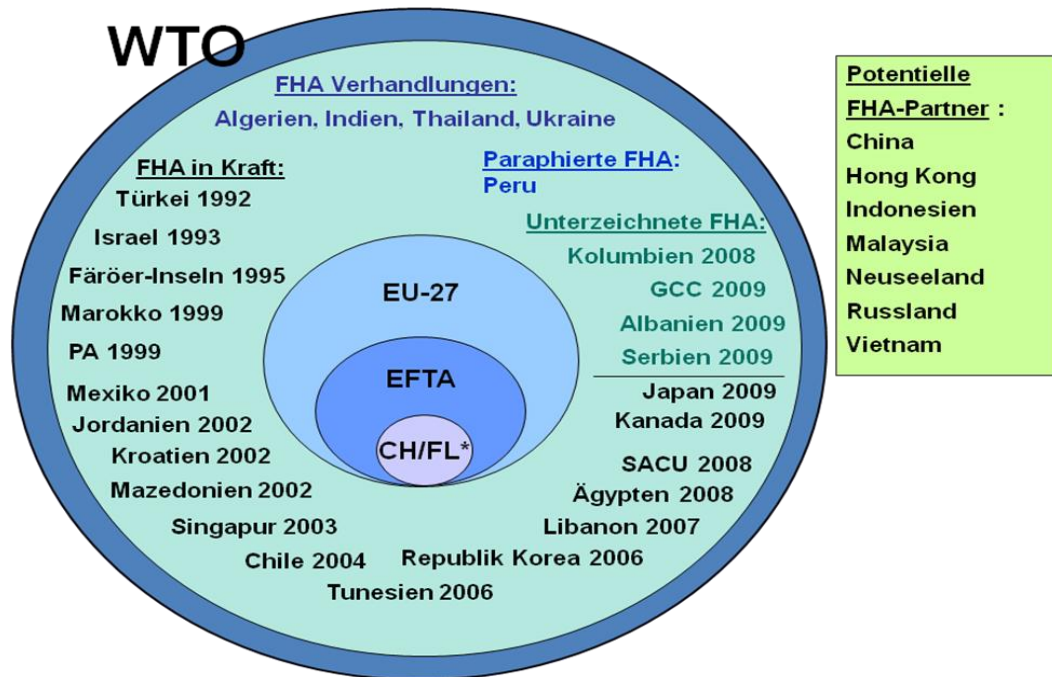 WTO
FHA Verhandlungen:
Algerien, Indien, Thailand, Ukraine
FHA in Kraft:
Türkei 1992
Israel 1993
Färöer-Inseln 1995
Marokko 1999
PA 1999
Mexiko 2001
Jordanien 2002
Kroatien 2002
Mazedonien 2002
Singapur 2003
Chile 2004
Tunesien 2006
Republik Korea 2006
Libanon 2007
Ägypten 2008
SACU 2008
Kanada 2009
Japan 2009
Paraphierte FHA:
Peru
Unterzeichnete FHA:
Kolumbien 2008
GCC 2009
Albanien 2009
Serbien 2009
EU-27
EFTA
CH/FL*
Potentielle
FHA-Partner :
China
Hong Kong
Indonesien
Malaysia
Neuseeland
Russland
Vietnam